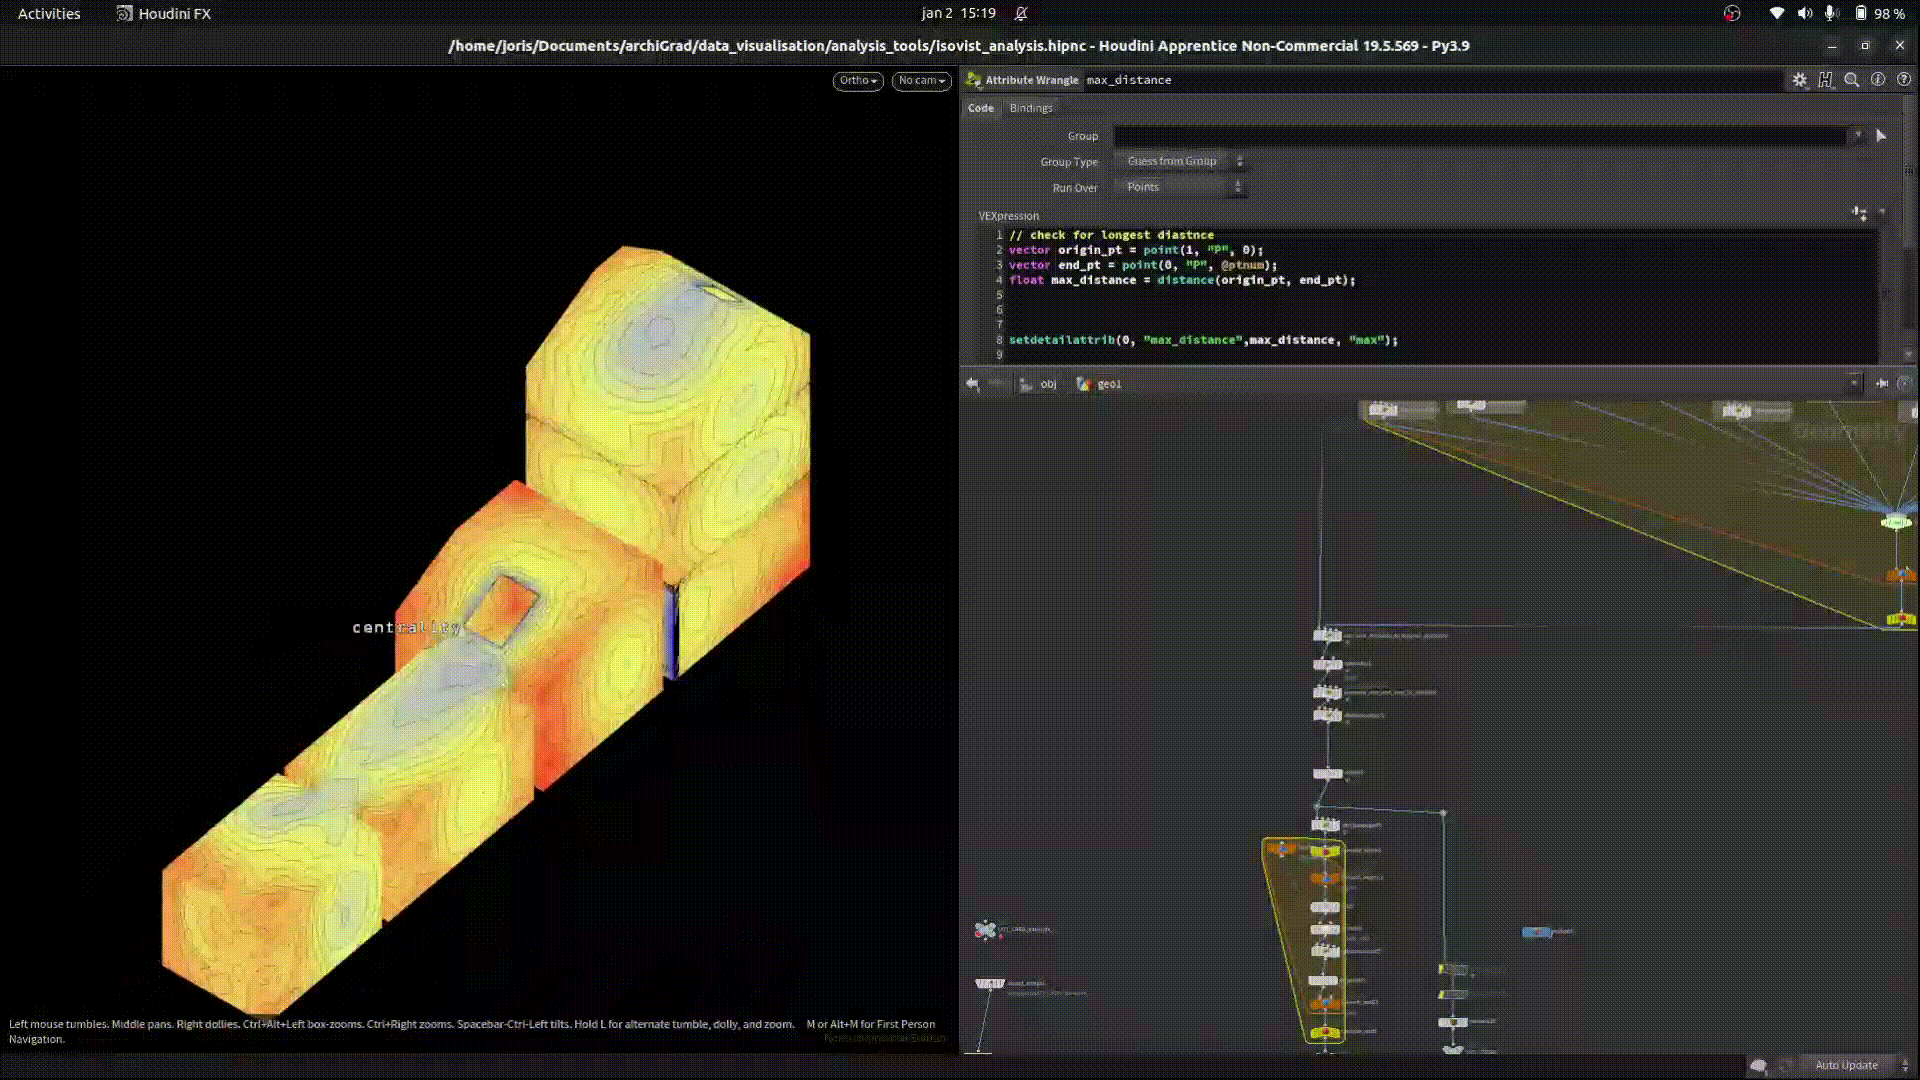 Activities
Houdini FX
jan 2 15:19
98 %
/home/joris/Documents/archiGrad/data_visualisation/analysis_tools/isovist_analysis.hipnc - Houdini Apprentice Non-Commercial 19.5.569 - Py3.9
Ortho
No cam
Attribute Wrangle max_distance
Code
Bindings
Group
Group Type
Guess from Group
Run Over
Points
VEXpression
1 // check for longest diastnce
2 vector origin_pt = point(1, "P", 0);
3 vector end_pt = point(0, "P", @ptnum);
4 float max_distance = distance(origin_pt, end_pt);
5
6
7
8 setdetailattrib(0, "max_distance",max_distance, "max");
9
obj
geo1
Geometry
centrality
Left mouse tumbles. Middle pans. Right dollies. Ctrl+Alt+Left box-zooms. Ctrl+Right zooms. Spacebar-Ctrl-Left tilts. Hold L for alternate tumble, dolly, and zoom. M or Alt+M for First Person
Navigation.
Auto Update